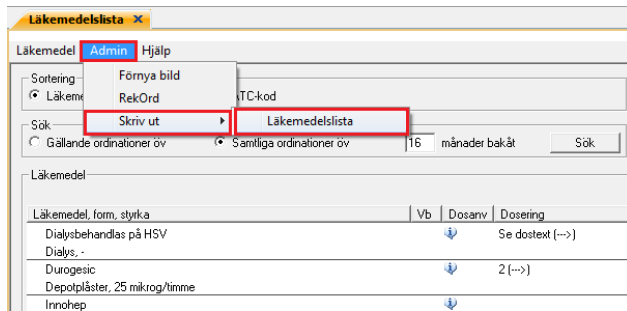 Läkemedelslista ×
Läkemedel Admin Hjälp
Förnya bild
RekOrd
Skriv ut
Läkemedelslista
Sortering
Läkeme
ATC-kod
Sök
Gällande ordinationer öv Samtliga ordinationer öv 16 månader bakåt Sök
Läkemedel
Läkemedel, form, styrka Vb Dosanv Dosering
Dialysbehandlas på HSV Se dostext (--->)
Dialys, -
Durogesic 2 (--->)
Depotplåster, 25 mikrog/timme
Innohep